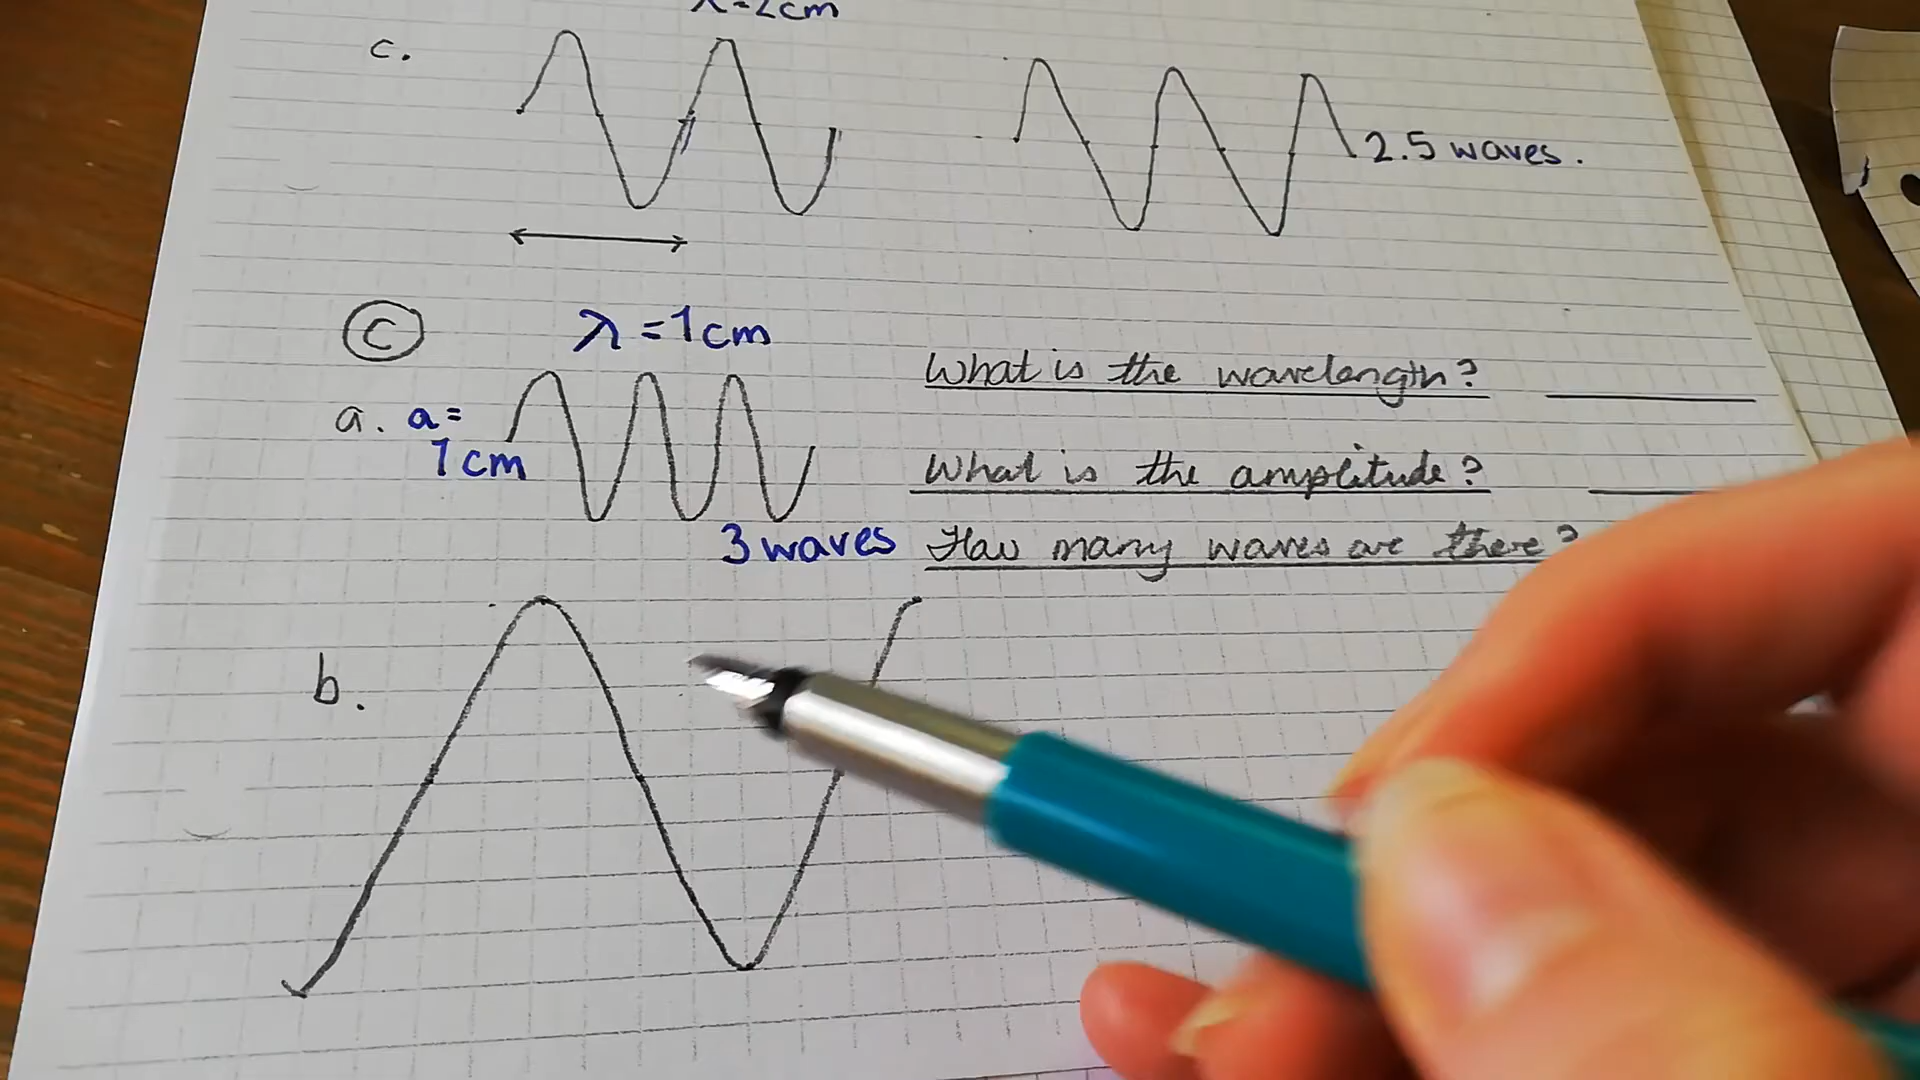 λ=2cm
c.
2.5 waves.
C
λ=1cm
What is the wavelength?
a. a=
1cm
What is the amplitude?
3 waves
How many waves are there?
b.